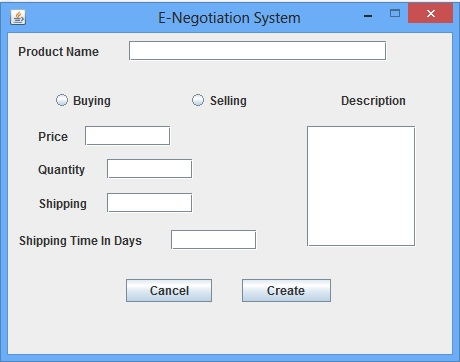 E-Negotiation System
Product Name
Buying Selling Description
Price
Quantity
Shipping
Shipping Time In Days
Cancel Create